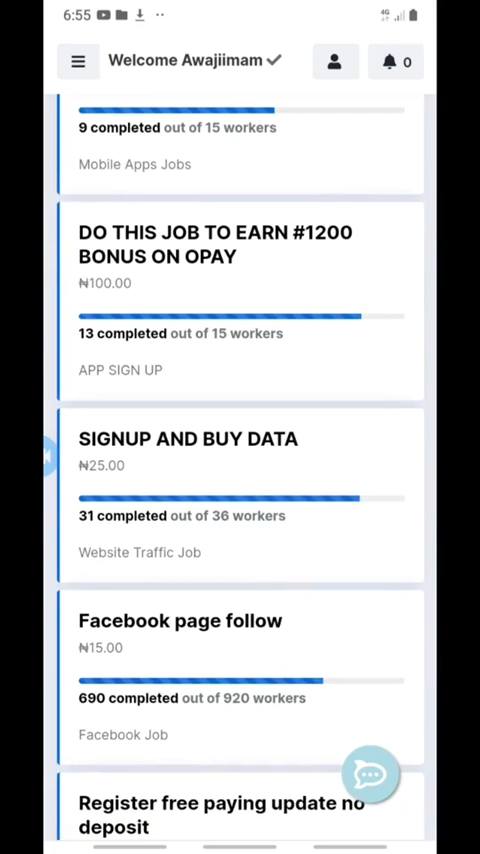 6:55
4G
Welcome Awajiimam
0
9 completed out of 15 workers
Mobile Apps Jobs
DO THIS JOB TO EARN #1200
BONUS ON OPAY
₦100.00
13 completed out of 15 workers
APP SIGN UP
SIGNUP AND BUY DATA
₦25.00
31 completed out of 36 workers
Website Traffic Job
Facebook page follow
₦15.00
690 completed out of 920 workers
Facebook Job
Register free paying update no
deposit